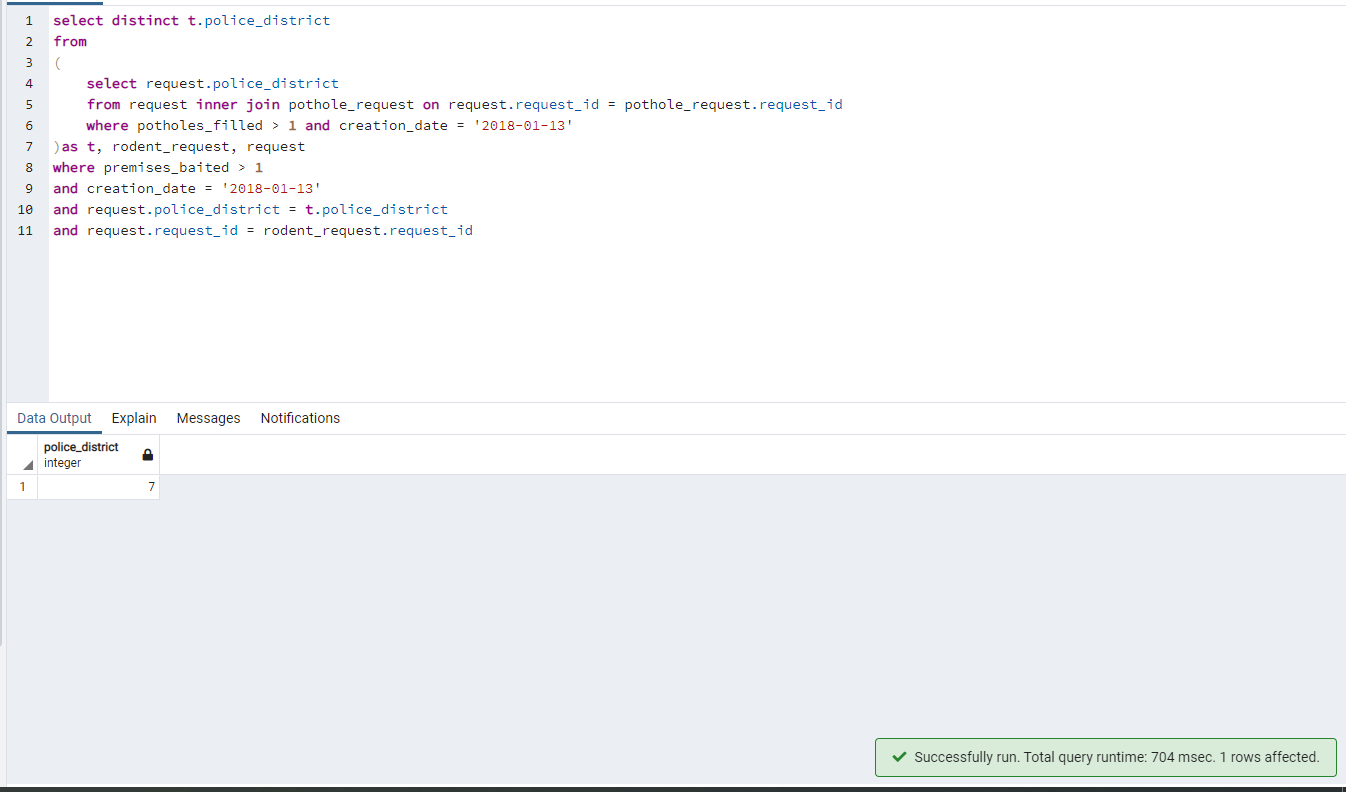 1 select distinct t.police_district
2 from
3 (
4     select request.police_district
5     from request inner join pothole_request on request.request_id = pothole_request.request_id
6     where potholes_filled > 1 and creation_date = '2018-01-13'
7 )as t, rodent_request, request
8 where premises_baited > 1
9 and creation_date = '2018-01-13'
10 and request.police_district = t.police_district
11 and request.request_id = rodent_request.request_id
Data Output Explain Messages Notifications
police_district
integer
1 7
Successfully run. Total query runtime: 704 msec. 1 rows affected.